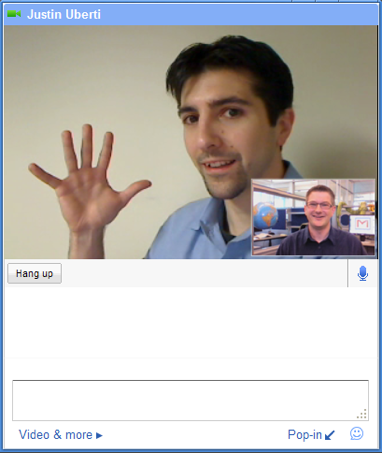 Justin Uberti
Hang up
Video & more ▸
Pop-in